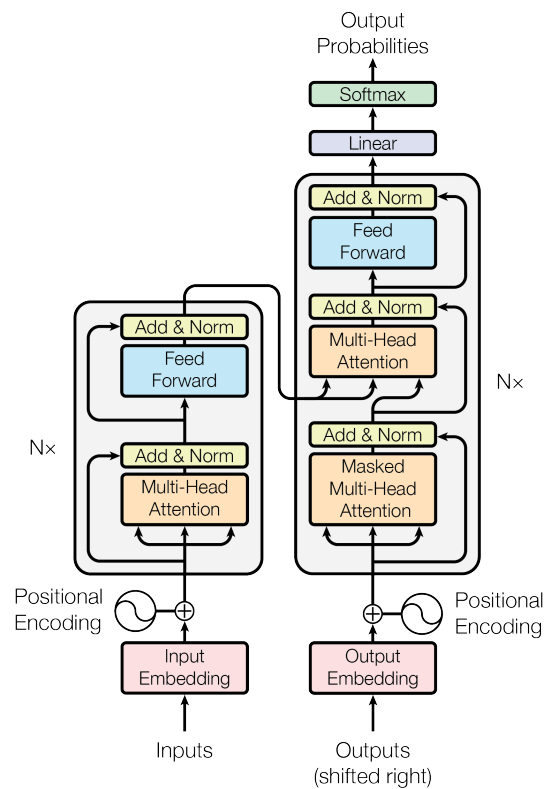 Output
Probabilities
Softmax
Linear
Add & Norm
Feed
Forward
Add & Norm
Multi-Head
Attention
Add & Norm
Masked
Multi-Head
Attention
N×
Add & Norm
Feed
Forward
Add & Norm
Multi-Head
Attention
N×
Positional
Encoding
Positional
Encoding
Input
Embedding
Output
Embedding
Inputs
Outputs
(shifted right)